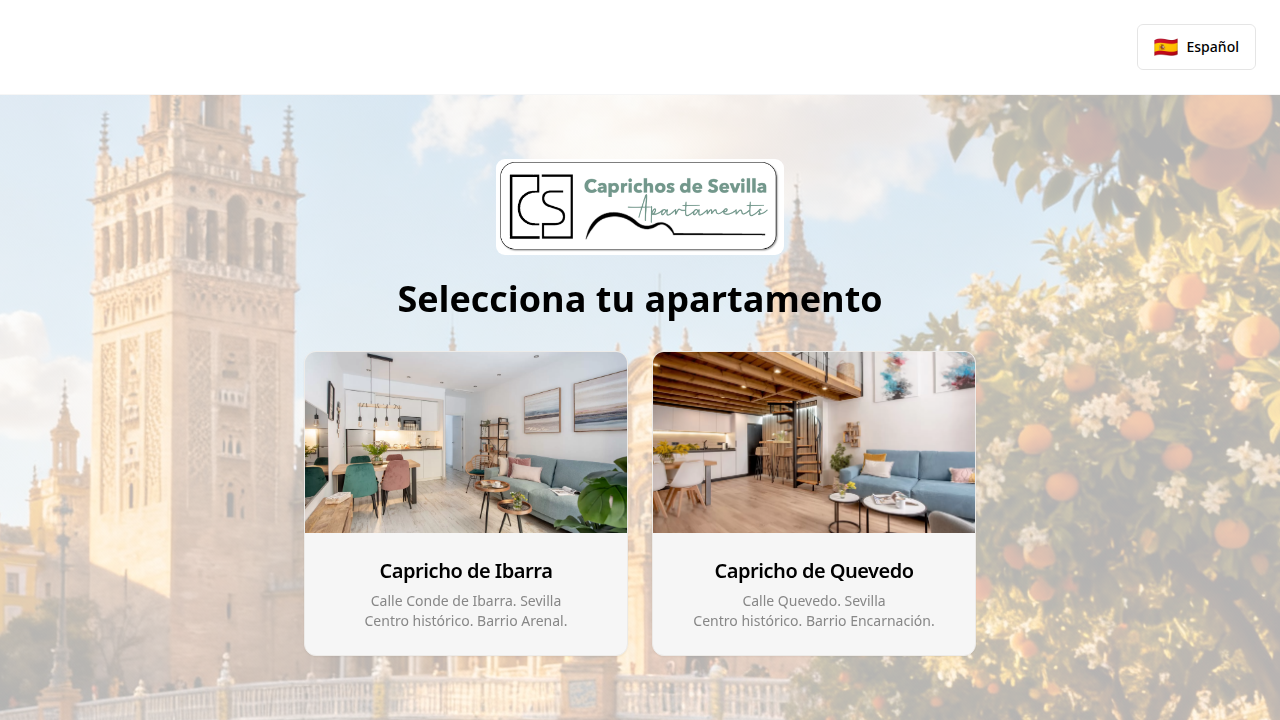 Español
CS
Caprichos de Sevilla
Apartaments
Selecciona tu apartamento
Capricho de Ibarra
Calle Conde de Ibarra. Sevilla
Centro histórico. Barrio Arenal.
Capricho de Quevedo
Calle Quevedo. Sevilla
Centro histórico. Barrio Encarnación.